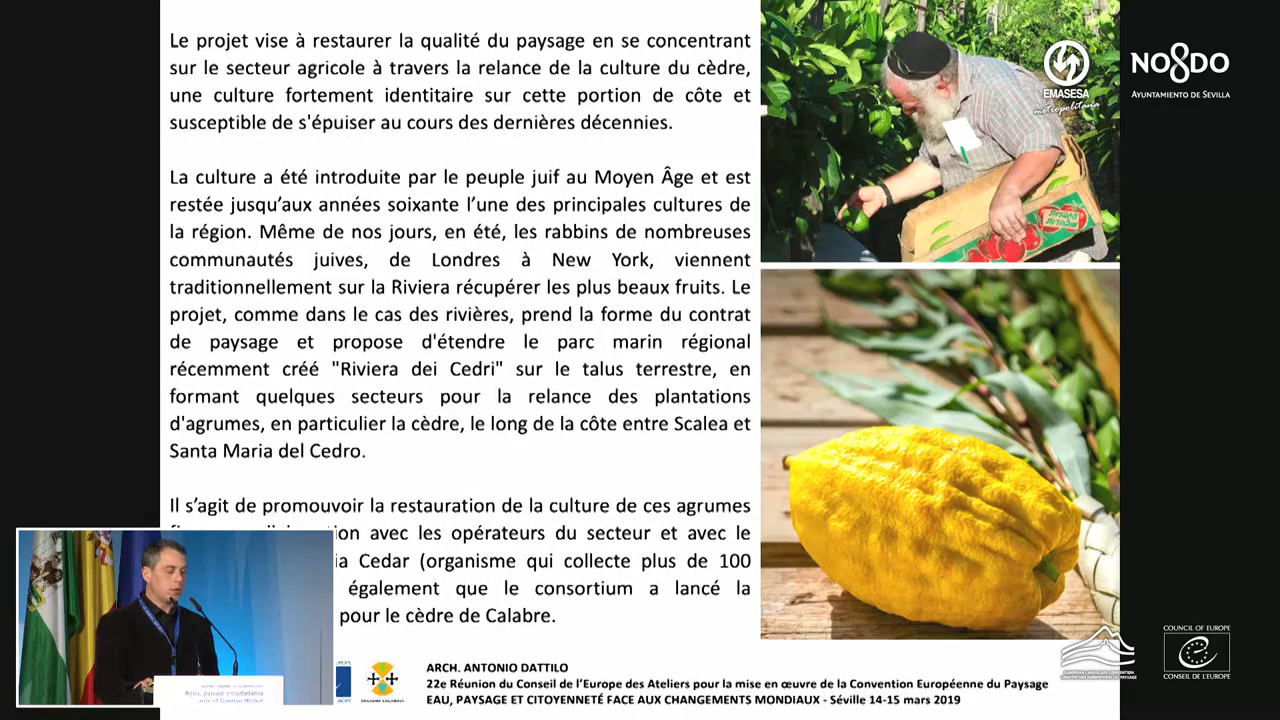 Le projet vise à restaurer la qualité du paysage en se concentrant
sur le secteur agricole à travers la relance de la culture du cèdre,
une culture fortement identitaire sur cette portion de côte et
susceptible de s'épuiser au cours des dernières décennies.
La culture a été introduite par le peuple juif au Moyen Âge et est
restée jusqu'aux années soixante l'une des principales cultures de
la région. Même de nos jours, en été, les rabbins de nombreuses
communautés juives, de Londres à New York, viennent
traditionnellement sur la Riviera récupérer les plus beaux fruits. Le
projet, comme dans le cas des rivières, prend la forme du contrat
de paysage et propose d'étendre le parc marin régional
récemment créé "Riviera dei Cedri" sur le talus terrestre, en
formant quelques secteurs pour la relance des plantations
d'agrumes, en particulier la cèdre, le long de la côte entre Scalea et
Santa Maria del Cedro.
Il s'agit de promouvoir la restauration de la culture de ces agrumes
avec les opérateurs du secteur et avec le
Cedar (organisme qui collecte plus de 100
également que le consortium a lancé la
pour le cèdre de Calabre.
EMASESA
metropolitana
NO8DO
AYUNTAMIENTO DE SEVILLA
COUNCIL OF EUROPE
CONSEIL DE L'EUROPE
REGIONE CALABRIA
ARCH. ANTONIO DATTILO
22e Réunion du Conseil de l'Europe des Ateliers pour la mise en œuvre de la Convention Européenne du Paysage
EAU, PAYSAGE ET CITOYENNETÉ FACE AUX CHANGEMENTS MONDIAUX - Séville 14-15 mars 2019